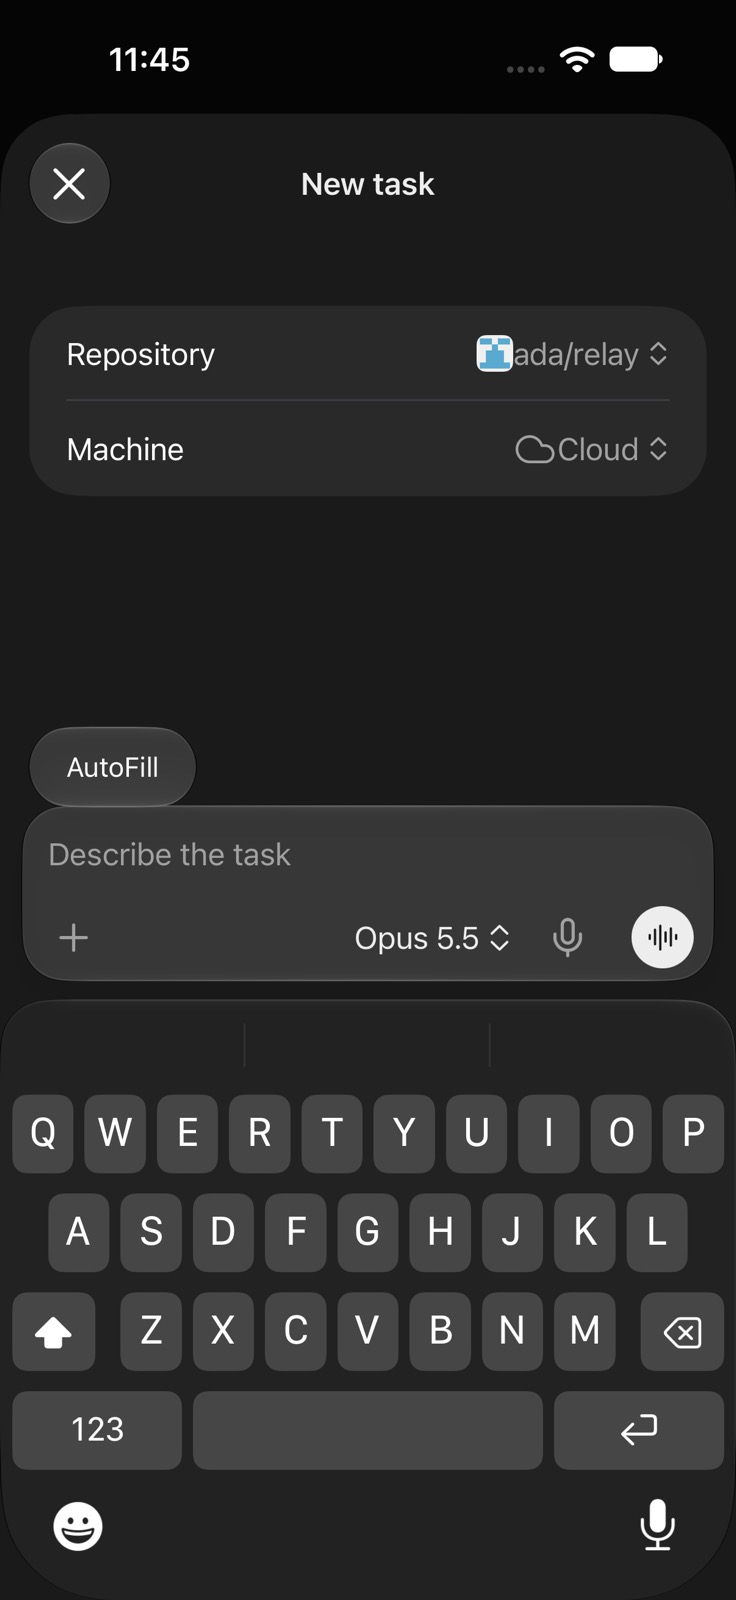 11:45
New task
Repository ada/relay
Machine Cloud
AutoFill
Describe the task
Opus 5.5
Q W E R T Y U I O P
A S D F G H J K L
Z X C V B N M
123